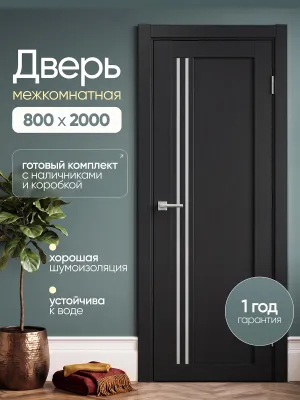 Дверь
межкомнатная
800 x 2000
готовый комплект
с наличниками
и коробкой
хорошая
шумоизоляция
устойчива
к воде
1 год
гарантия